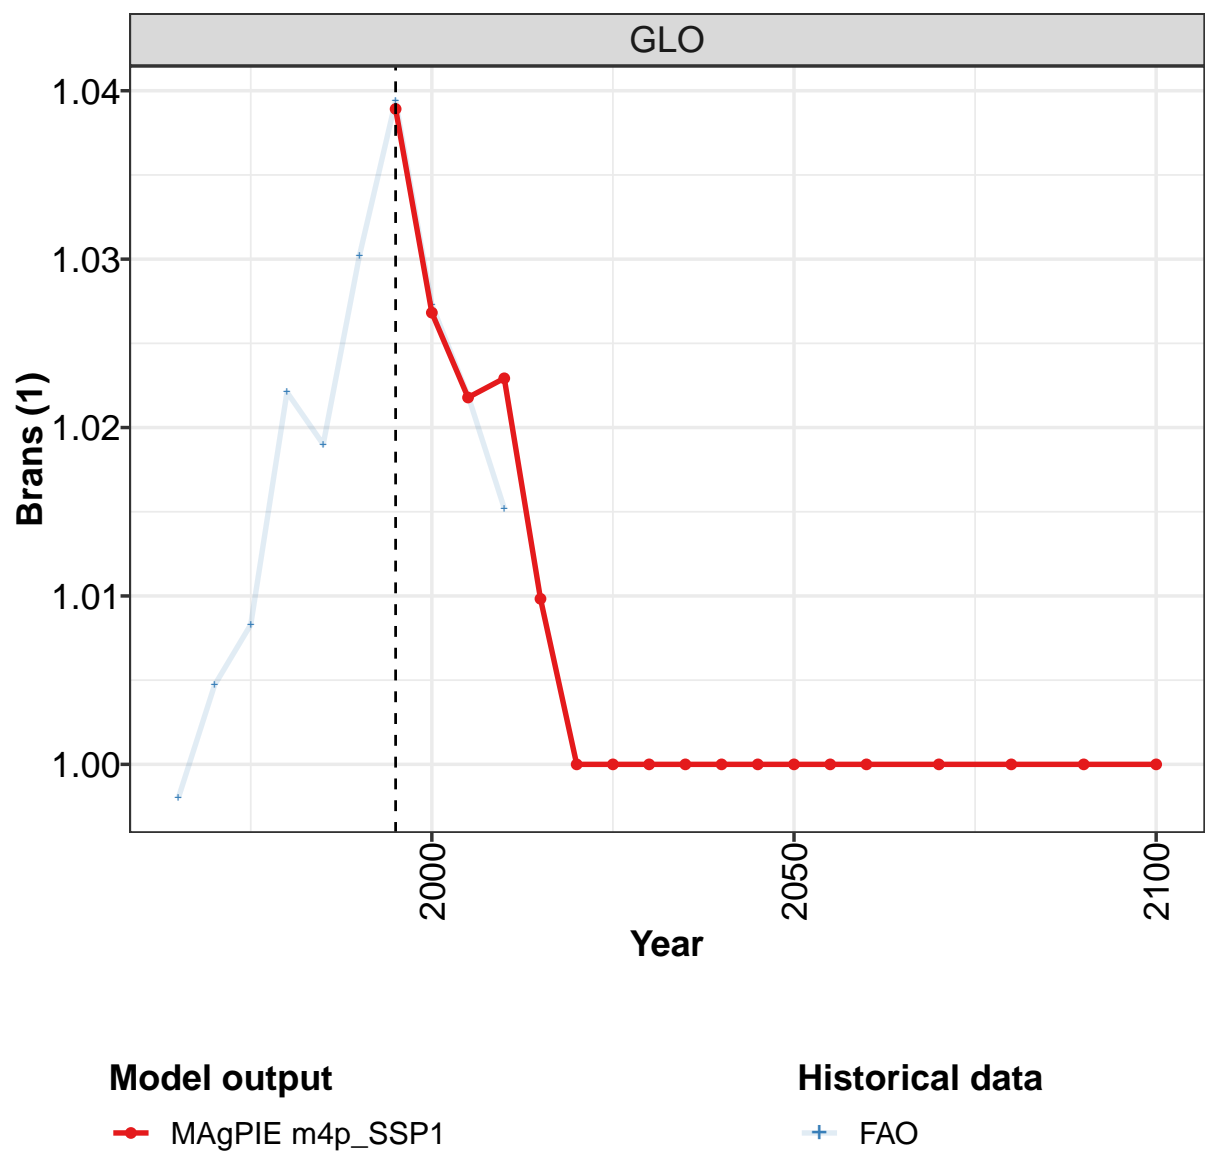 GLO
1.04
1.03
1.02
1.01
1.00
Brans (1)
2000
2050
2100
Year
Model output
MAgPIE m4p_SSP1
Historical data
FAO